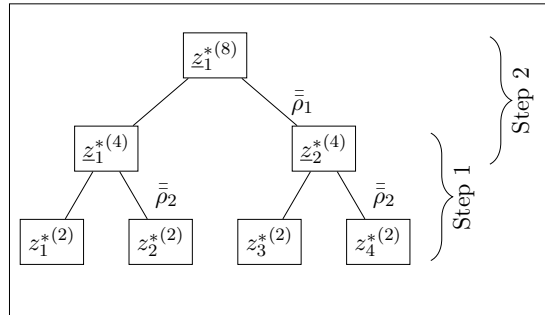 z̲₁*⁽⁸⁾
ρ̿₁
Step 2
z̲₁*⁽⁴⁾ z̲₂*⁽⁴⁾
ρ̿₂ ρ̿₂
Step 1
z₁*⁽²⁾ z₂*⁽²⁾ z₃*⁽²⁾ z₄*⁽²⁾